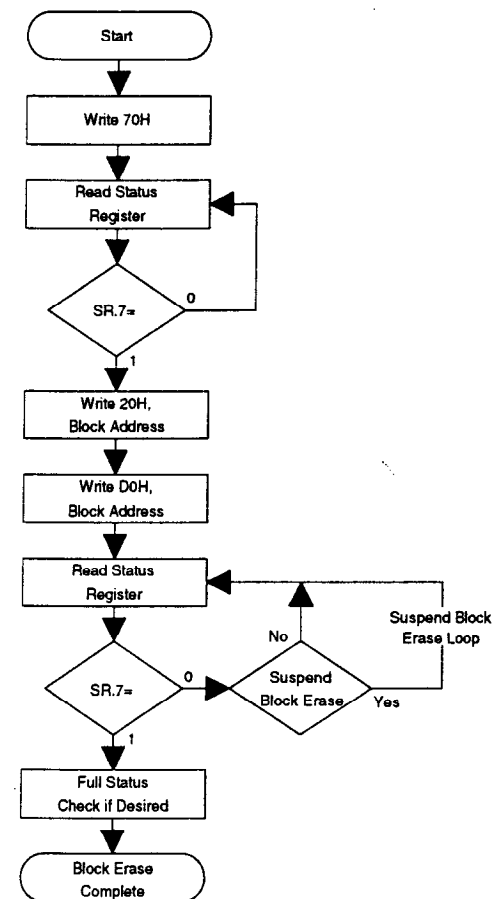 Start
Write 70H
Read Status
Register
SR.7=
0
1
Write 20H,
Block Address
Write D0H,
Block Address
Read Status
Register
SR.7=
0
1
No
Suspend
Block Erase
Yes
Suspend Block
Erase Loop
Full Status
Check if Desired
Block Erase
Complete